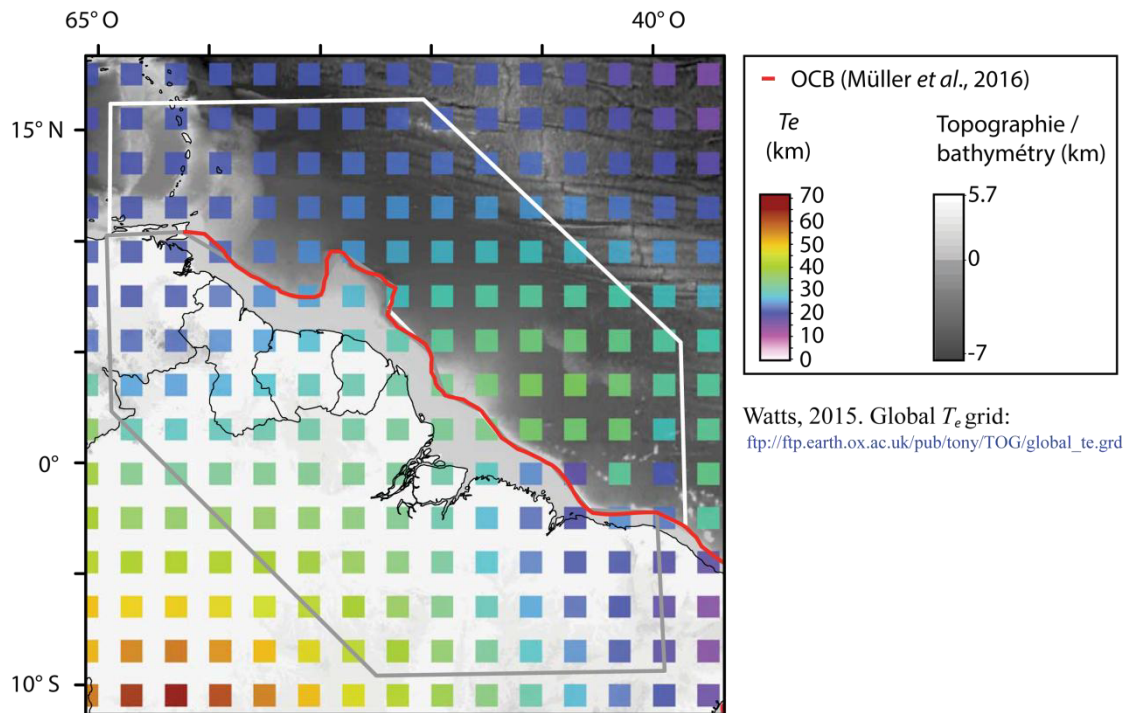 65° O
40° O
15° N
0°
10° S
OCB (Müller et al., 2016)
Te
(km)
Topographie /
bathymétry (km)
70
60
50
40
30
20
10
0
5.7
0
-7
Watts, 2015. Global Te grid:
ftp://ftp.earth.ox.ac.uk/pub/tony/TOG/global_te.grd